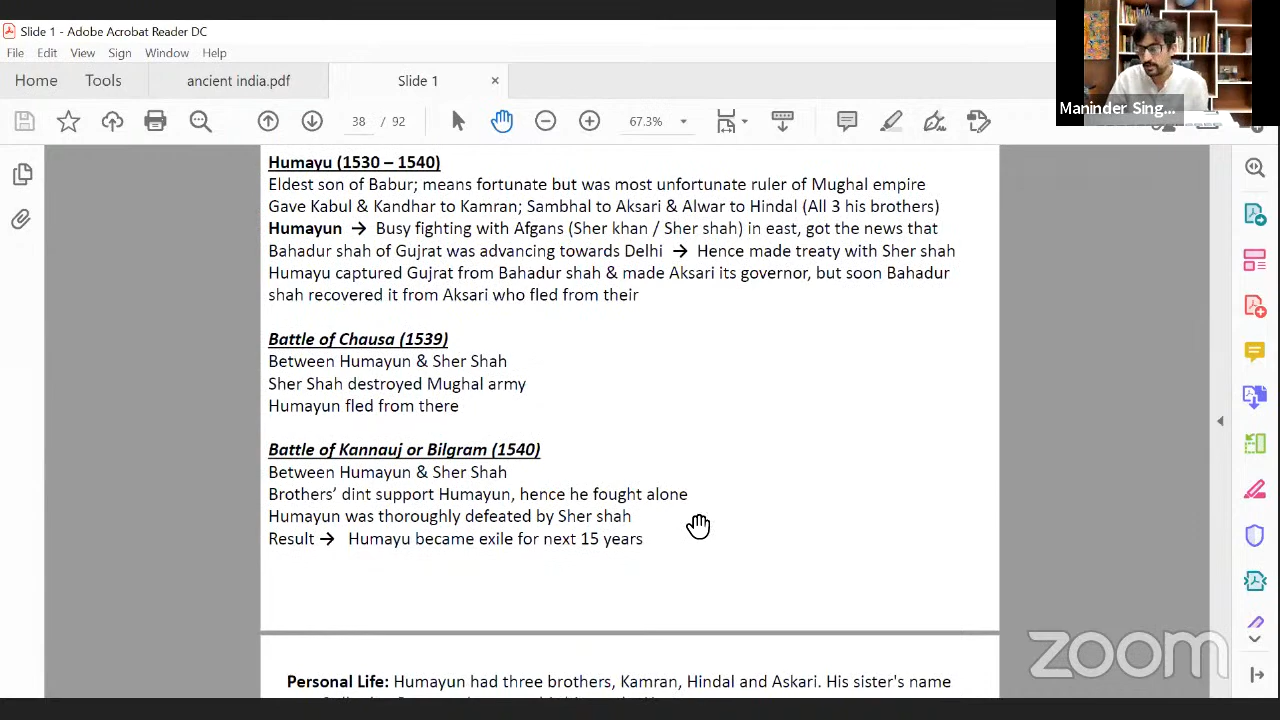 Slide 1 - Adobe Acrobat Reader DC
File Edit View Sign Window Help
Home Tools ancient india.pdf Slide 1 ×
38 / 92 67.3%
Maninder Sing...
Humayu (1530 – 1540)
Eldest son of Babur; means fortunate but was most unfortunate ruler of Mughal empire
Gave Kabul & Kandhar to Kamran; Sambhal to Aksari & Alwar to Hindal (All 3 his brothers)
Humayun → Busy fighting with Afgans (Sher khan / Sher shah) in east, got the news that
Bahadur shah of Gujrat was advancing towards Delhi → Hence made treaty with Sher shah
Humayu captured Gujrat from Bahadur shah & made Aksari its governor, but soon Bahadur
shah recovered it from Aksari who fled from their
Battle of Chausa (1539)
Between Humayun & Sher Shah
Sher Shah destroyed Mughal army
Humayun fled from there
Battle of Kannauj or Bilgram (1540)
Between Humayun & Sher Shah
Brothers’ dint support Humayun, hence he fought alone
Humayun was thoroughly defeated by Sher shah
Result → Humayu became exile for next 15 years
zoom
Personal Life: Humayun had three brothers, Kamran, Hindal and Askari. His sister's name